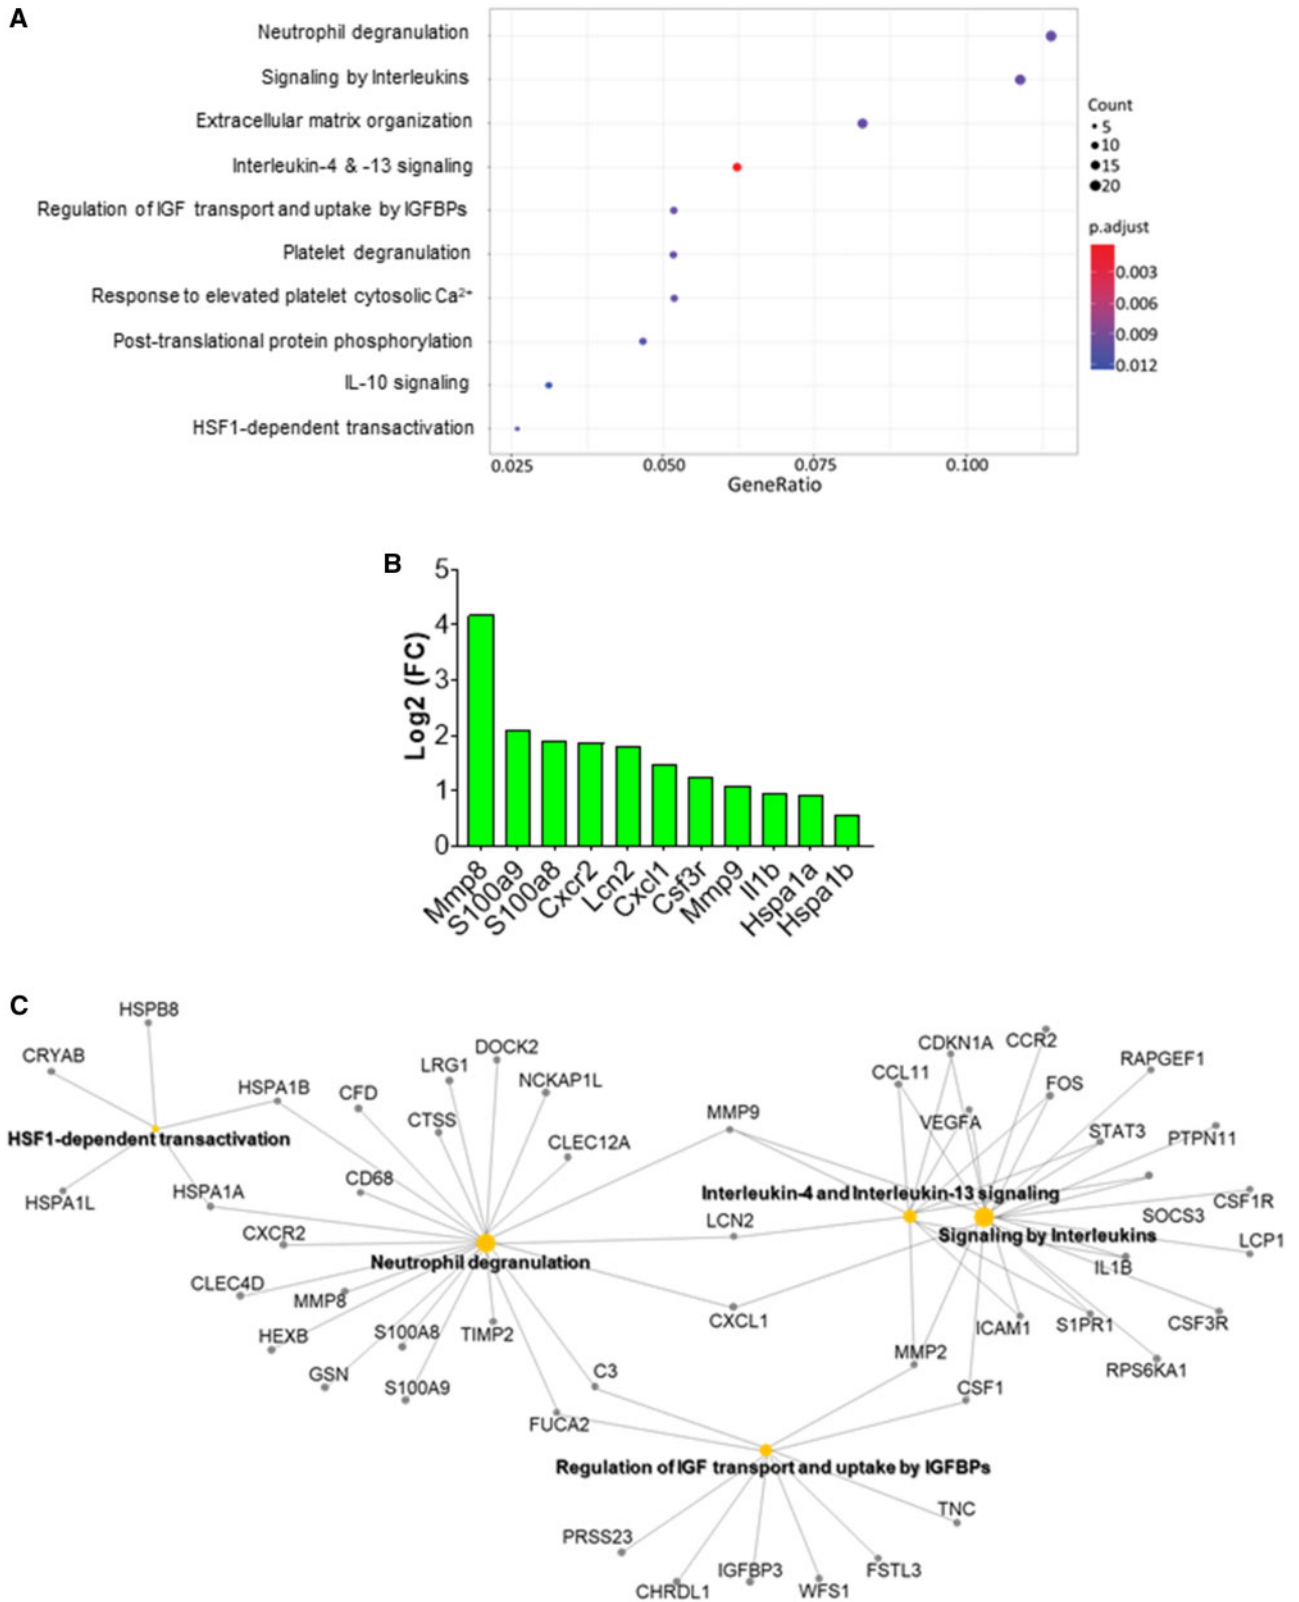 A
Neutrophil degranulation
Signaling by Interleukins
Extracellular matrix organization
Interleukin-4 & -13 signaling
Regulation of IGF transport and uptake by IGFBPs
Platelet degranulation
Response to elevated platelet cytosolic Ca²⁺
Post-translational protein phosphorylation
IL-10 signaling
HSF1-dependent transactivation
0.025 0.050 0.075 0.100
GeneRatio
Count
5
10
15
20
p.adjust
0.003
0.006
0.009
0.012
B
Log2 (FC)
5
4
3
2
1
0
Mmp8 S100a9 S100a8 Cxcr2 Lcn2 Cxcl1 Csf3r Mmp9 Il1b Hspa1a Hspa1b
C
HSPB8
CRYAB
HSPA1B
HSF1-dependent transactivation
HSPA1L
HSPA1A
CFD
LRG1
DOCK2
NCKAP1L
CTSS
CLEC12A
CD68
CXCR2
Neutrophil degranulation
CLEC4D
MMP8
HEXB
S100A8
TIMP2
GSN
S100A9
C3
FUCA2
MMP9
LCN2
CXCL1
CDKN1A
CCR2
CCL11
FOS
RAPGEF1
VEGFA
STAT3
PTPN11
Interleukin-4 and Interleukin-13 signaling
CSF1R
SOCS3
Signaling by Interleukins
LCP1
IL1B
ICAM1
S1PR1
CSF3R
MMP2
RPS6KA1
CSF1
Regulation of IGF transport and uptake by IGFBPs
TNC
PRSS23
CHRDL1
IGFBP3
WFS1
FSTL3